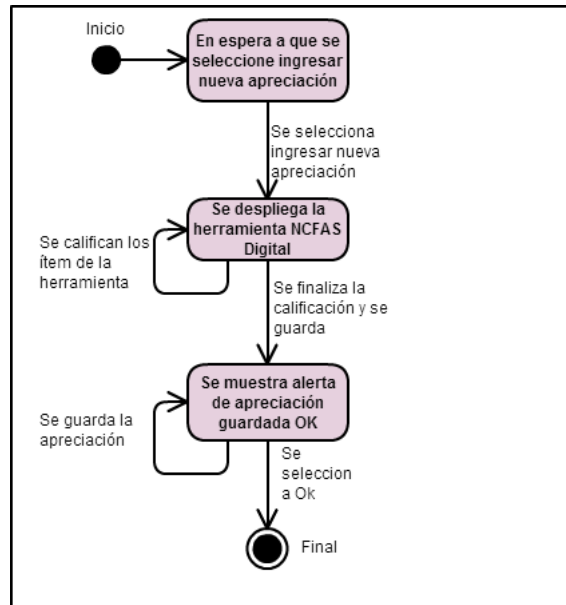 Inicio
En espera a que se
seleccione ingresar
nueva apreciación
Se selecciona
ingresar nueva
apreciación
Se despliega la
herramienta NCFAS
Digital
Se califican los
ítem de la
herramienta
Se finaliza la
calificación y se
guarda
Se muestra alerta
de apreciación
guardada OK
Se guarda la
apreciación
Se
seleccion
a Ok
Final